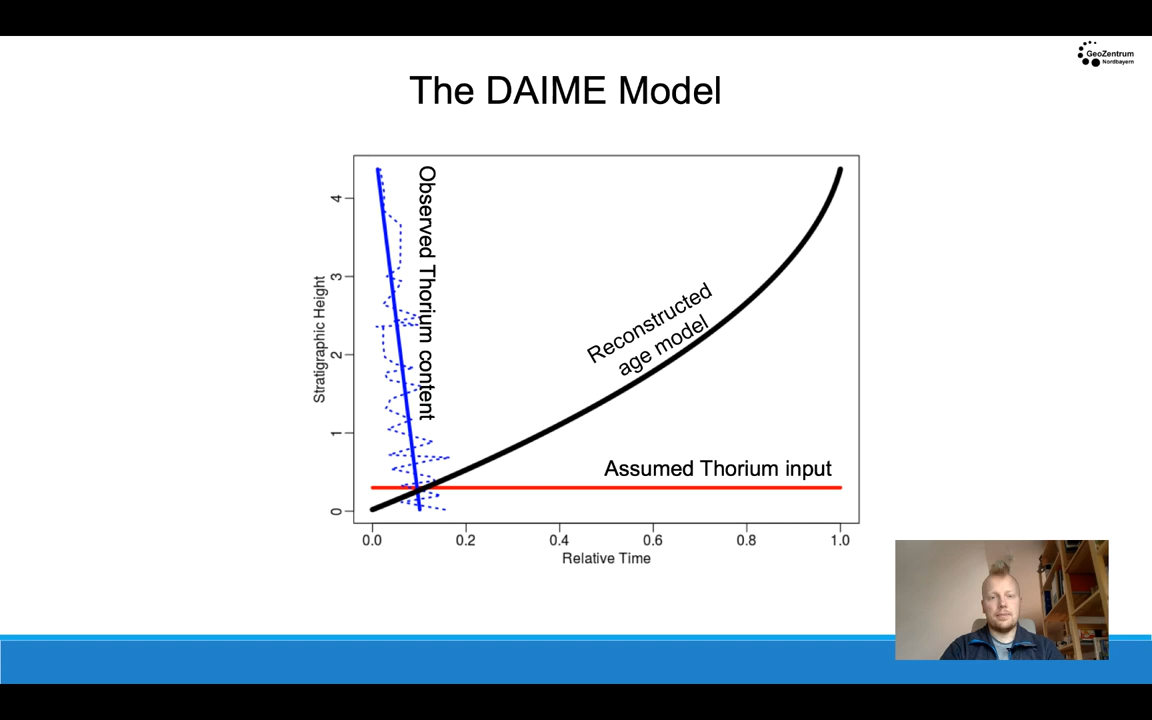 GeoZentrum
Nordbayern
The DAIME Model
Observed Thorium content
Reconstructed
age model
Assumed Thorium input
Stratigraphic Height
4
3
2
1
0
0.0 0.2 0.4 0.6 0.8 1.0
Relative Time